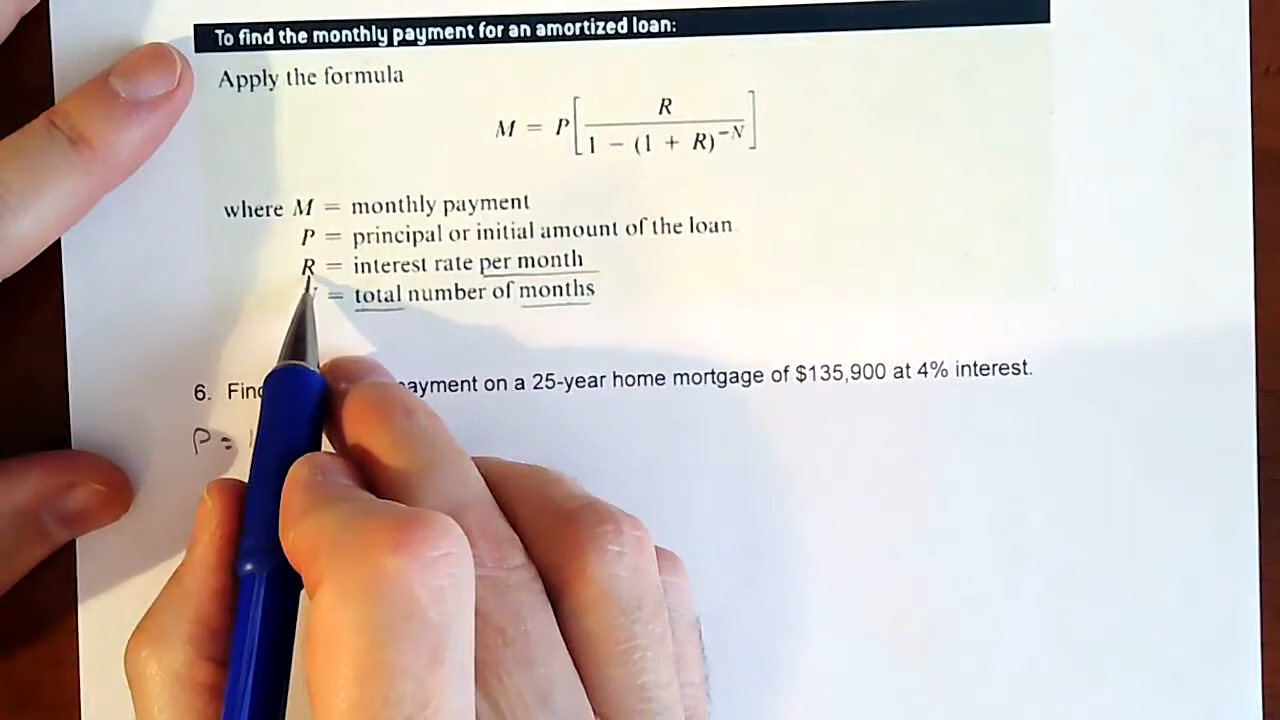 To find the monthly payment for an amortized loan:
Apply the formula
M = P[R / 1 − (1 + R)^−N]
where M = monthly payment
P = principal or initial amount of the loan
R = interest rate per month
= total number of months
6. payment on a 25-year home mortgage of $135,900 at 4% interest.
P =